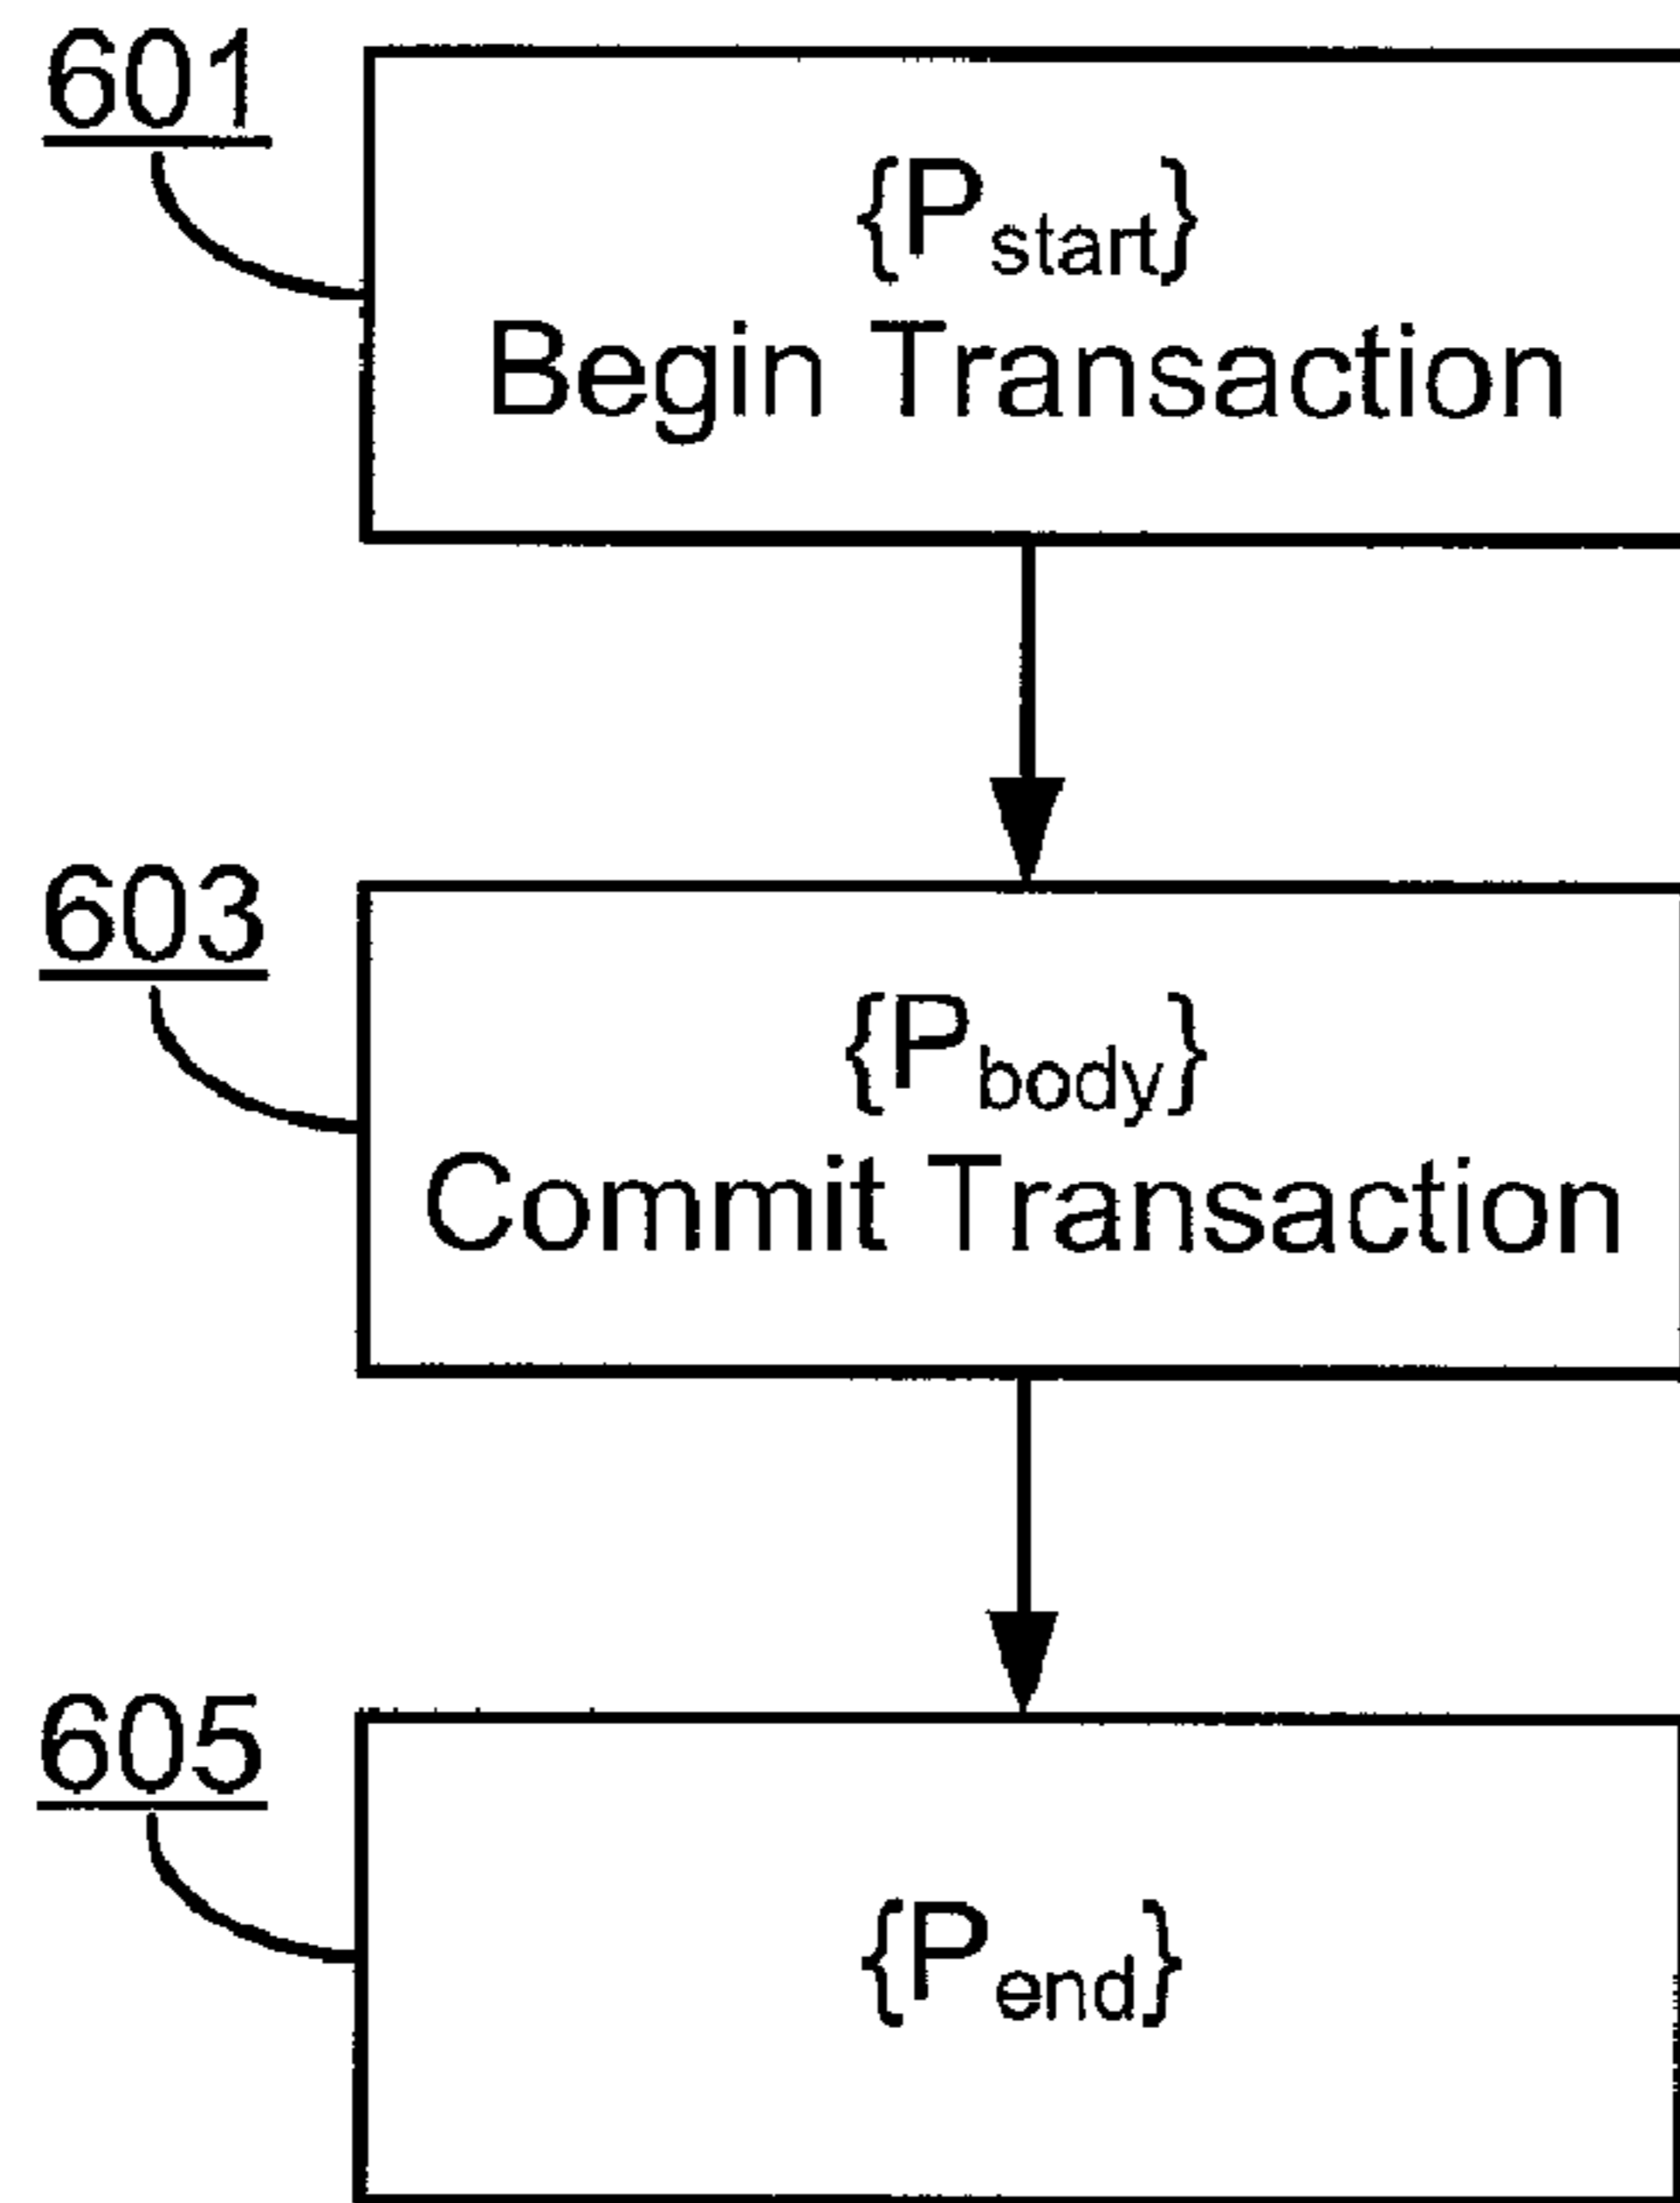 601
{Pstart}
Begin Transaction
603
{Pbody}
Commit Transaction
605
{Pend}